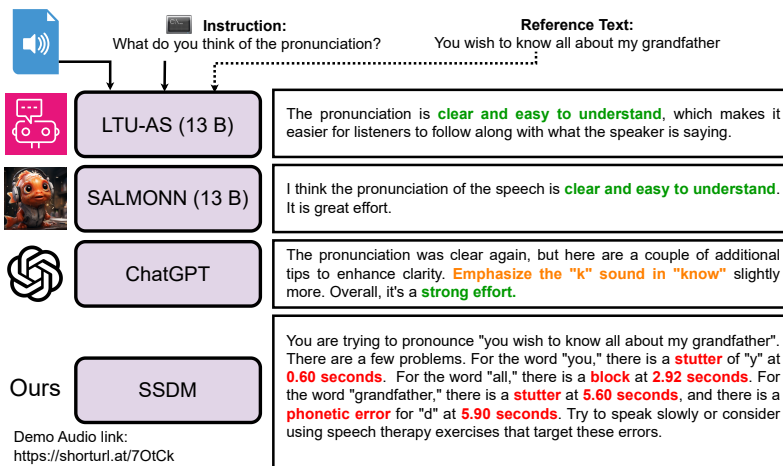 Instruction:
What do you think of the pronunciation?
Reference Text:
You wish to know all about my grandfather
LTU-AS (13 B)
The pronunciation is clear and easy to understand, which makes it
easier for listeners to follow along with what the speaker is saying.
SALMONN (13 B)
I think the pronunciation of the speech is clear and easy to understand.
It is great effort.
ChatGPT
The pronunciation was clear again, but here are a couple of additional
tips to enhance clarity. Emphasize the "k" sound in "know" slightly
more. Overall, it's a strong effort.
Ours
SSDM
You are trying to pronounce "you wish to know all about my grandfather".
There are a few problems. For the word "you," there is a stutter of "y" at
0.60 seconds. For the word "all," there is a block at 2.92 seconds. For
the word "grandfather," there is a stutter at 5.60 seconds, and there is a
phonetic error for "d" at 5.90 seconds. Try to speak slowly or consider
using speech therapy exercises that target these errors.
Demo Audio link:
https://shorturl.at/7OtCk